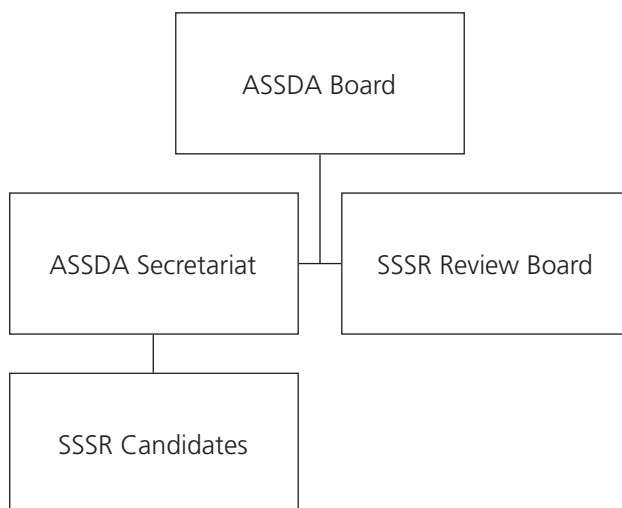 ASSDA Board
ASSDA Secretariat
SSSR Review Board
SSSR Candidates